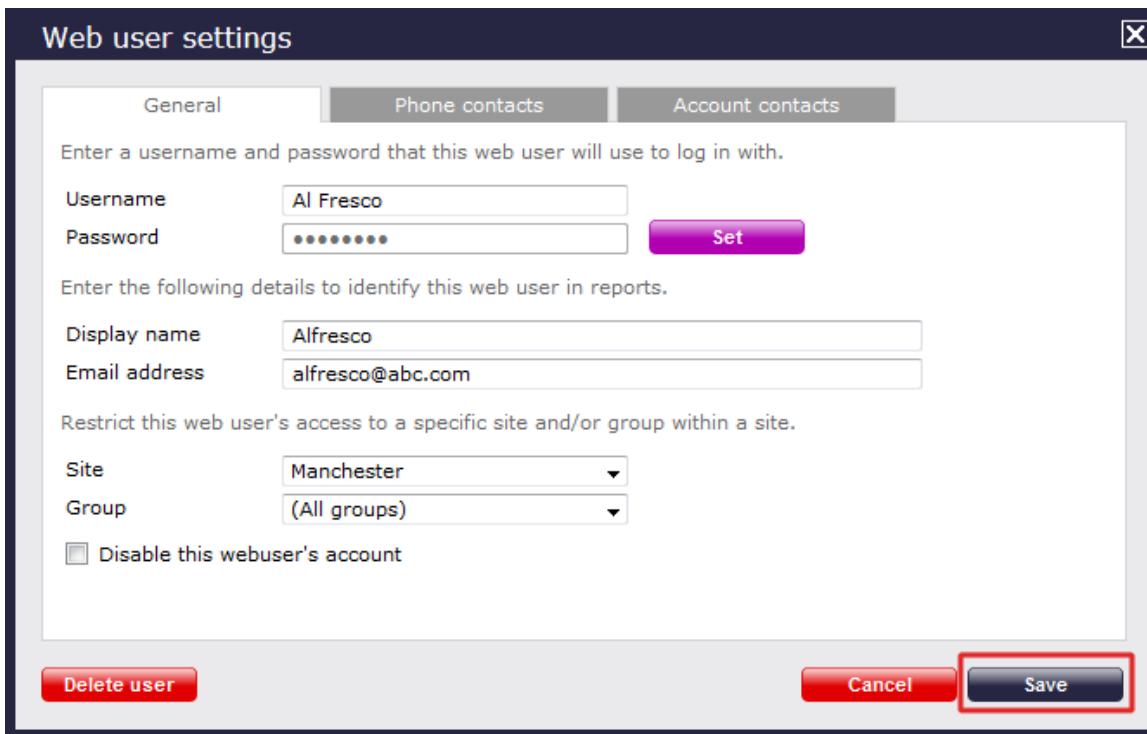 Web user settings
General Phone contacts Account contacts
Enter a username and password that this web user will use to log in with.
Username Al Fresco
Password •••••••• Set
Enter the following details to identify this web user in reports.
Display name Alfresco
Email address alfresco@abc.com
Restrict this web user's access to a specific site and/or group within a site.
Site Manchester
Group (All groups)
Disable this webuser's account
Delete user Cancel Save